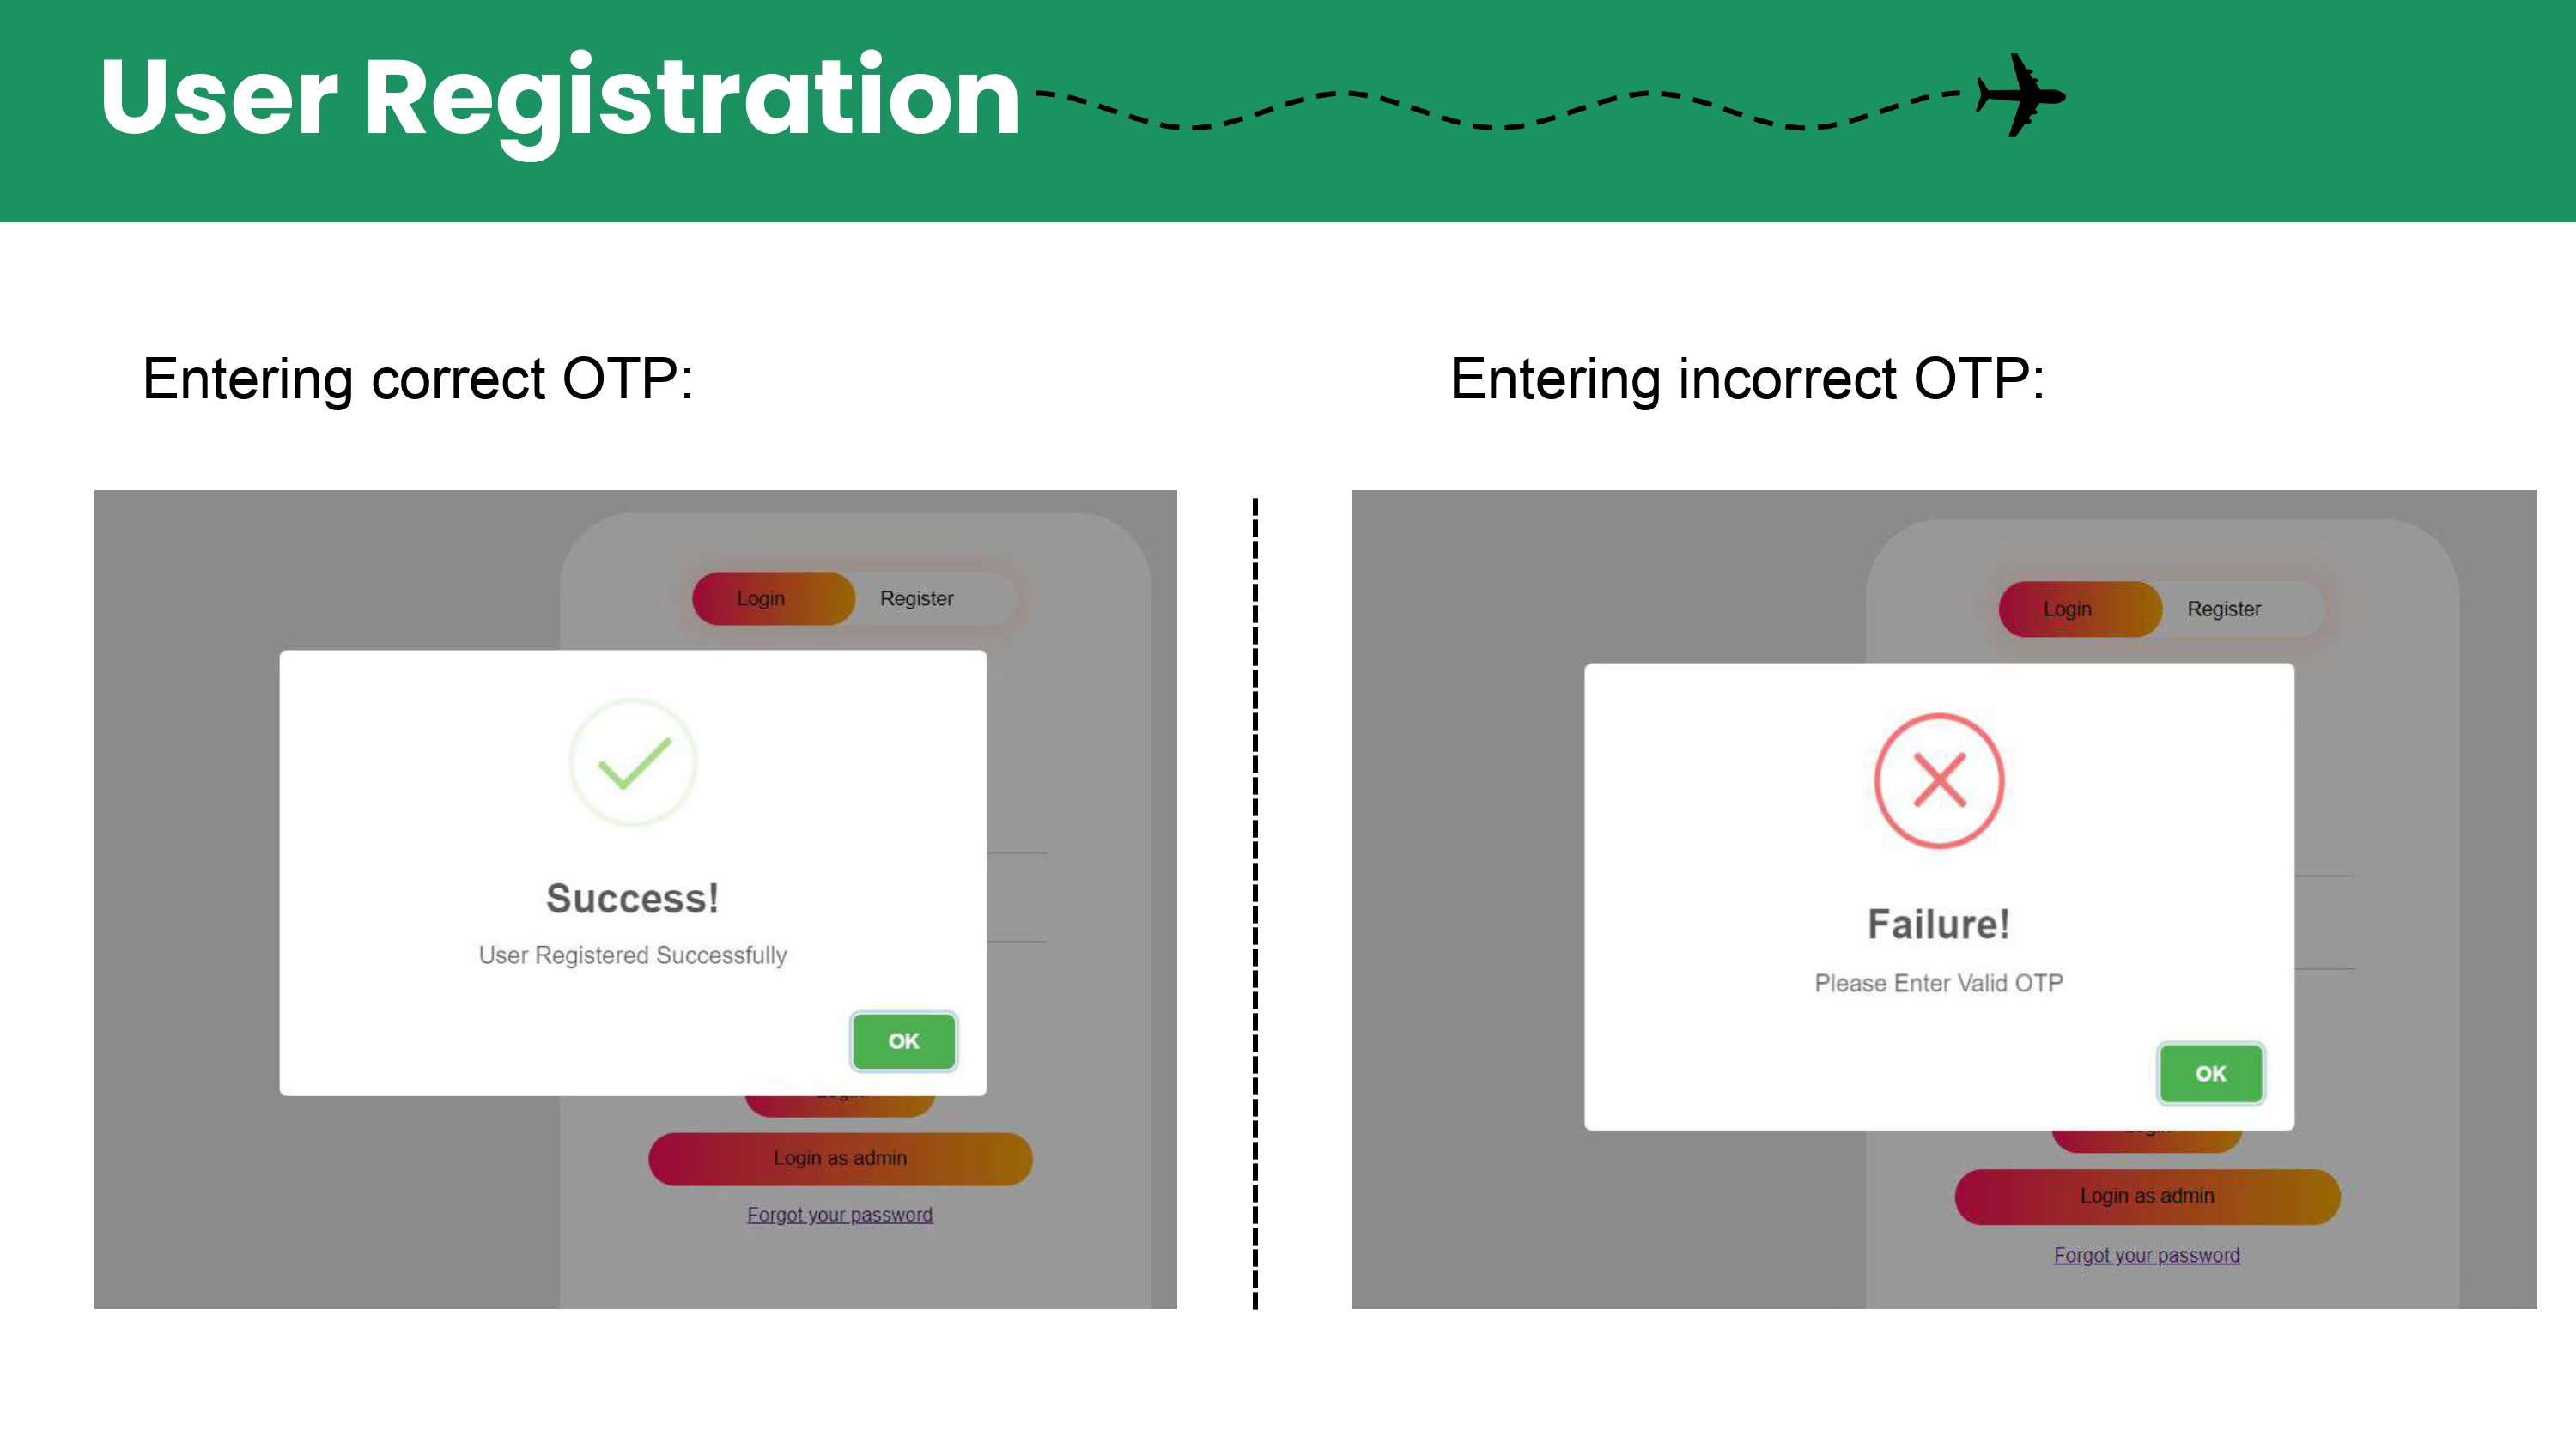 User Registration
Entering correct OTP:
Login
Register
Success!
User Registered Successfully
OK
Login as admin
Forgot your password
Entering incorrect OTP:
Login
Register
Failure!
Please Enter Valid OTP
OK
Login as admin
Forgot your password